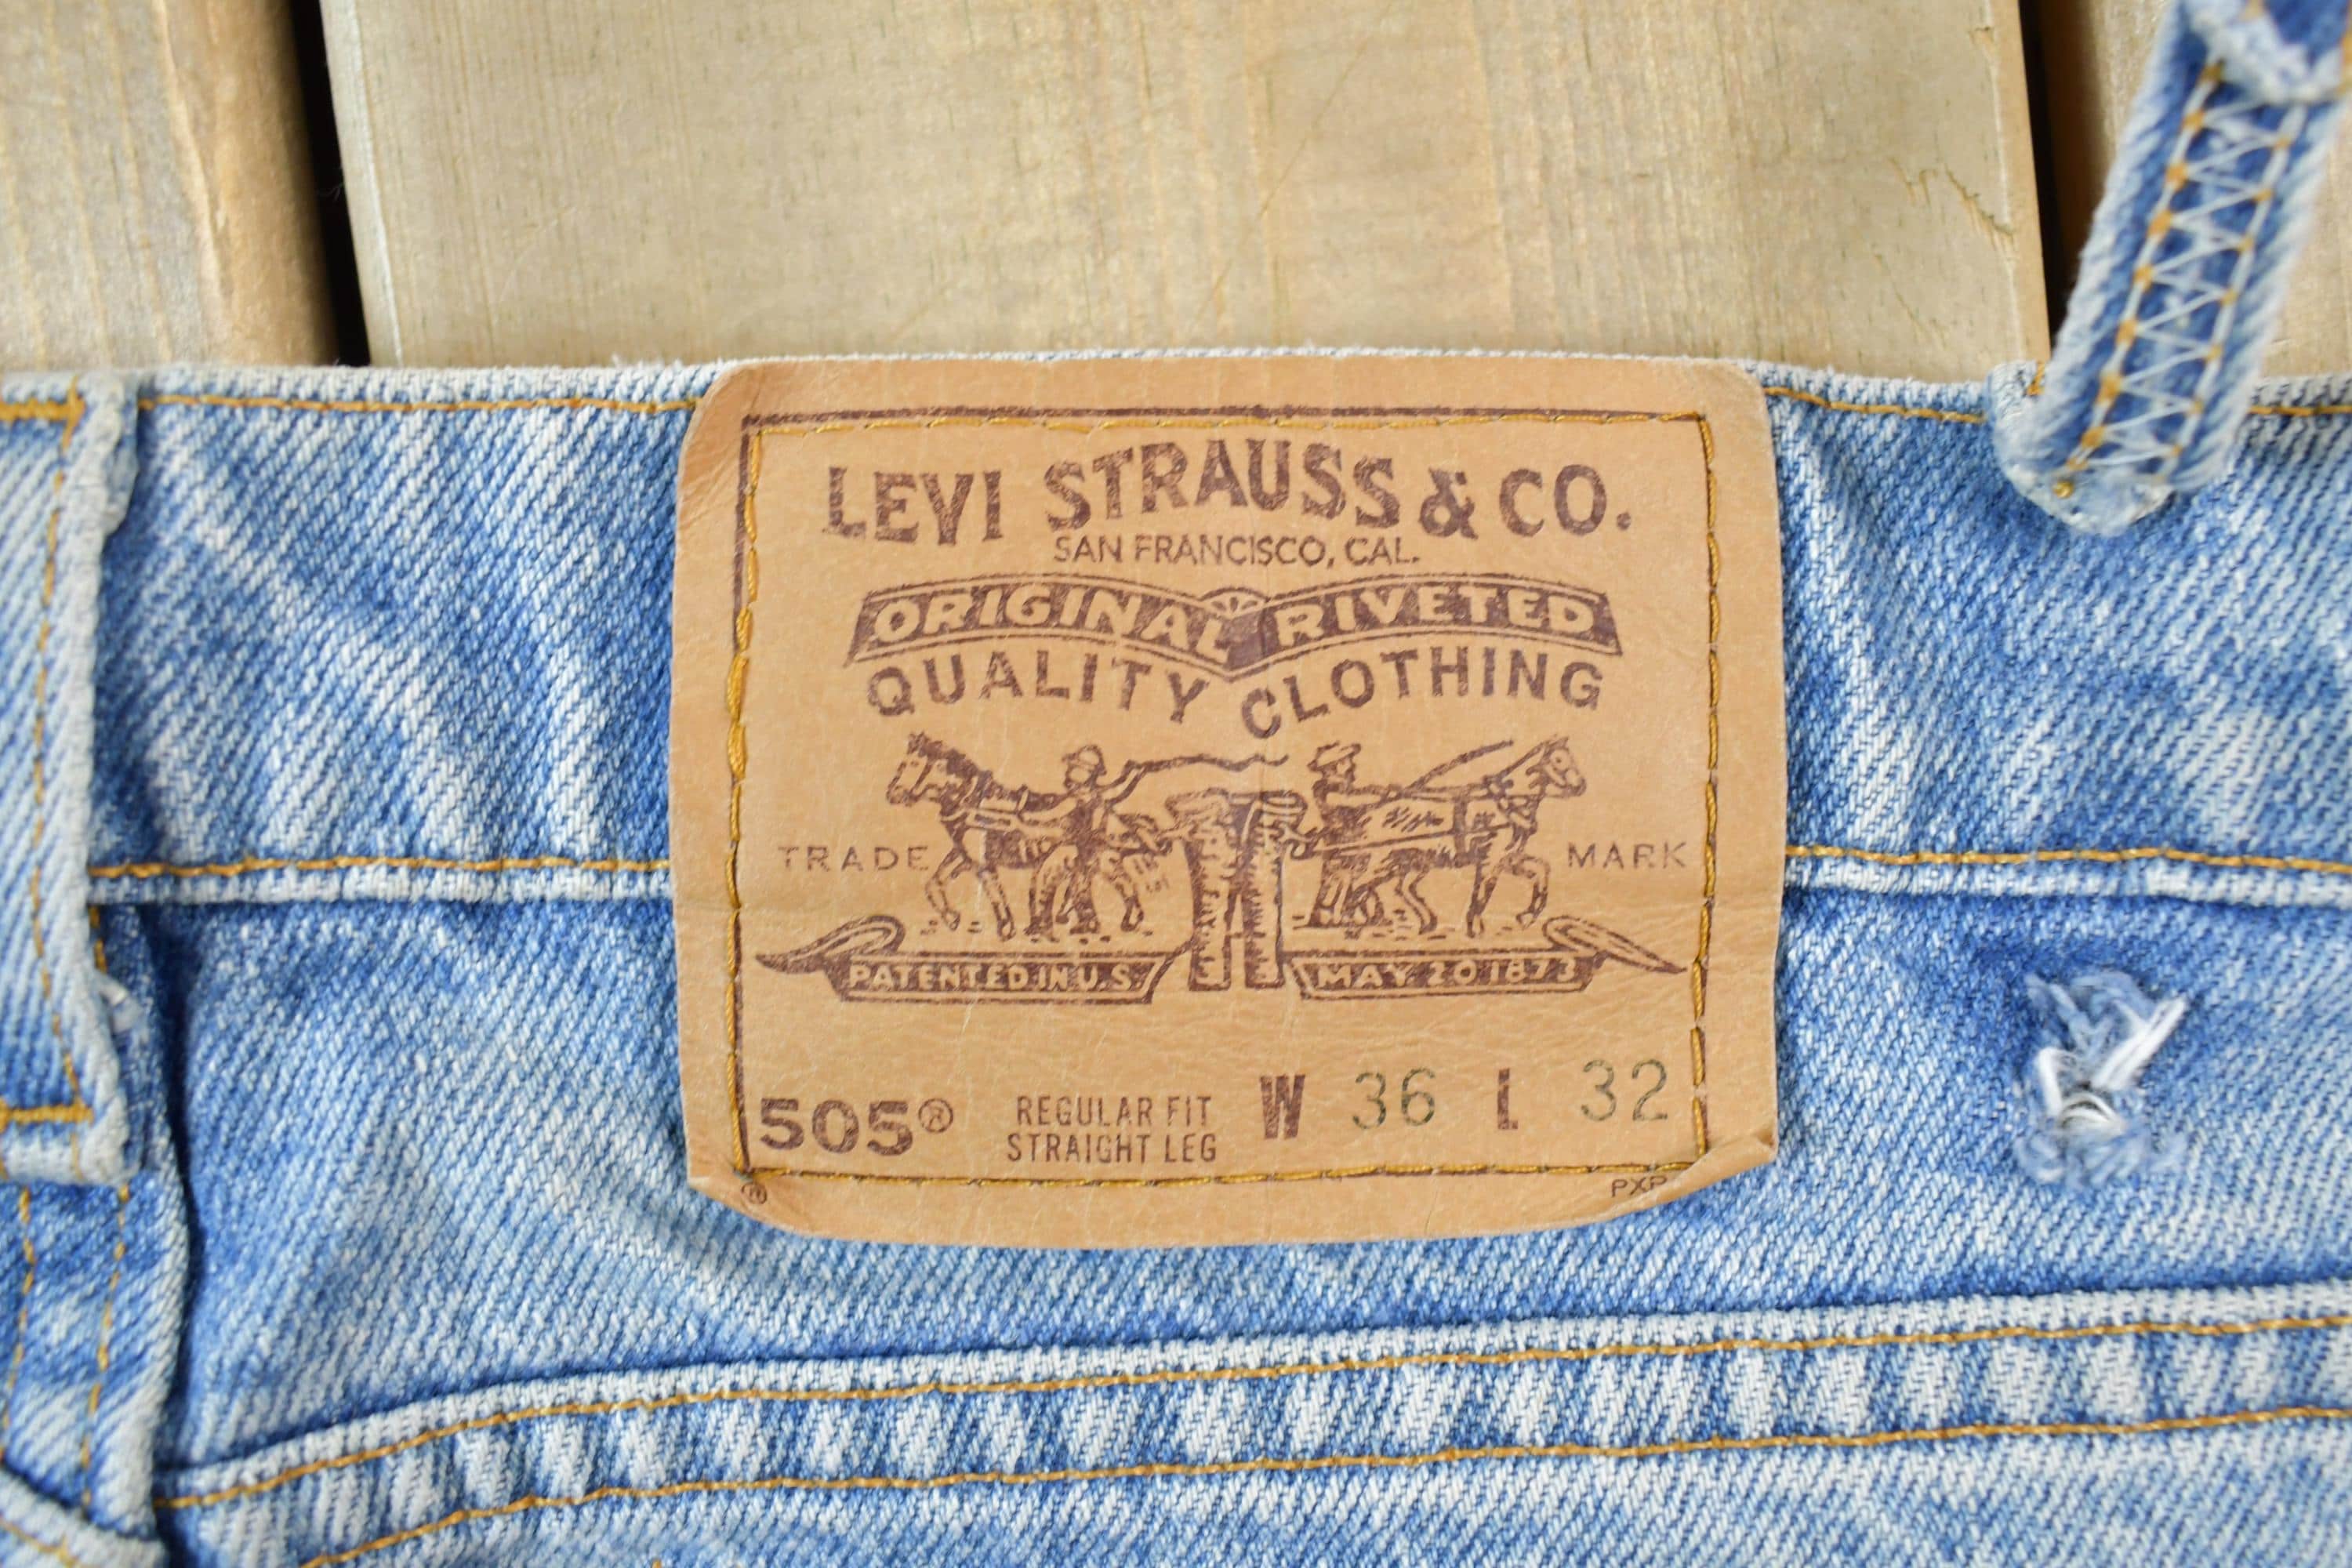 LEVI STRAUSS & CO.
SAN FRANCISCO, CAL.
ORIGINAL RIVETED
QUALITY CLOTHING
TRADE MARK
PATENTED IN U.S. MAY 20 1873
505® REGULAR FIT STRAIGHT LEG W 36 L 32
® PXP